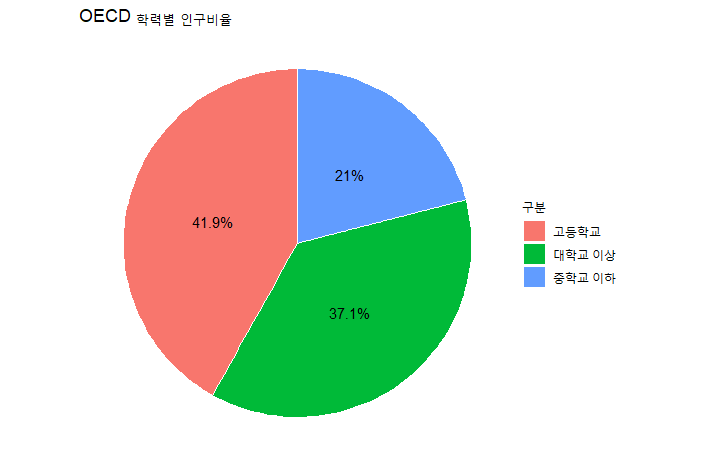 OECD 학력별 인구비율
21%
41.9%
37.1%
구분
고등학교
대학교 이상
중학교 이하